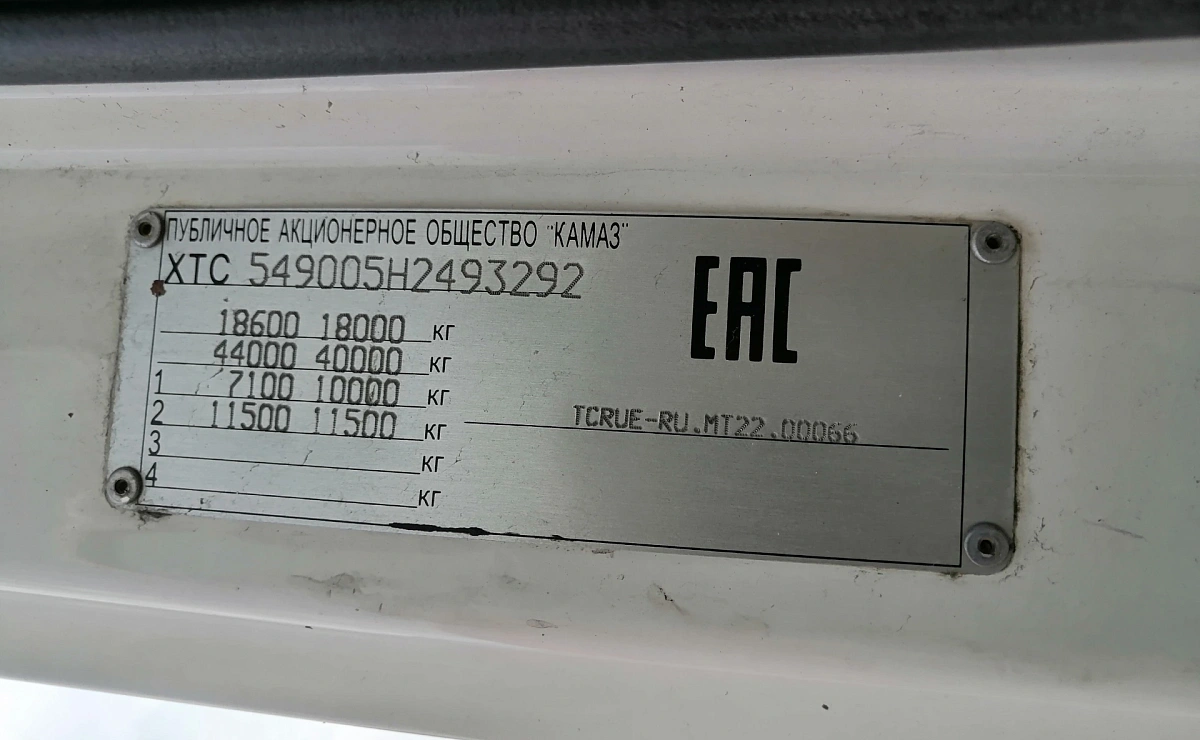 ПУБЛИЧНОЕ АКЦИОНЕРНОЕ ОБЩЕСТВО "КАМАЗ"
XTC 549005H2493292
EAC
18600 18000 кг
44000 40000 кг
1 7100 10000 кг
2 11500 11500 кг
3 кг
4 кг
TCRUE-RU.MT22.00066